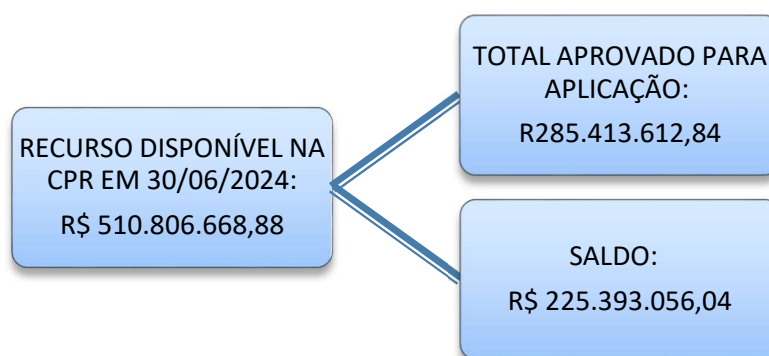 RECURSO DISPONÍVEL NA
CPR EM 30/06/2024:
R$ 510.806.668,88
TOTAL APROVADO PARA
APLICAÇÃO:
R285.413.612,84
SALDO:
R$ 225.393.056,04